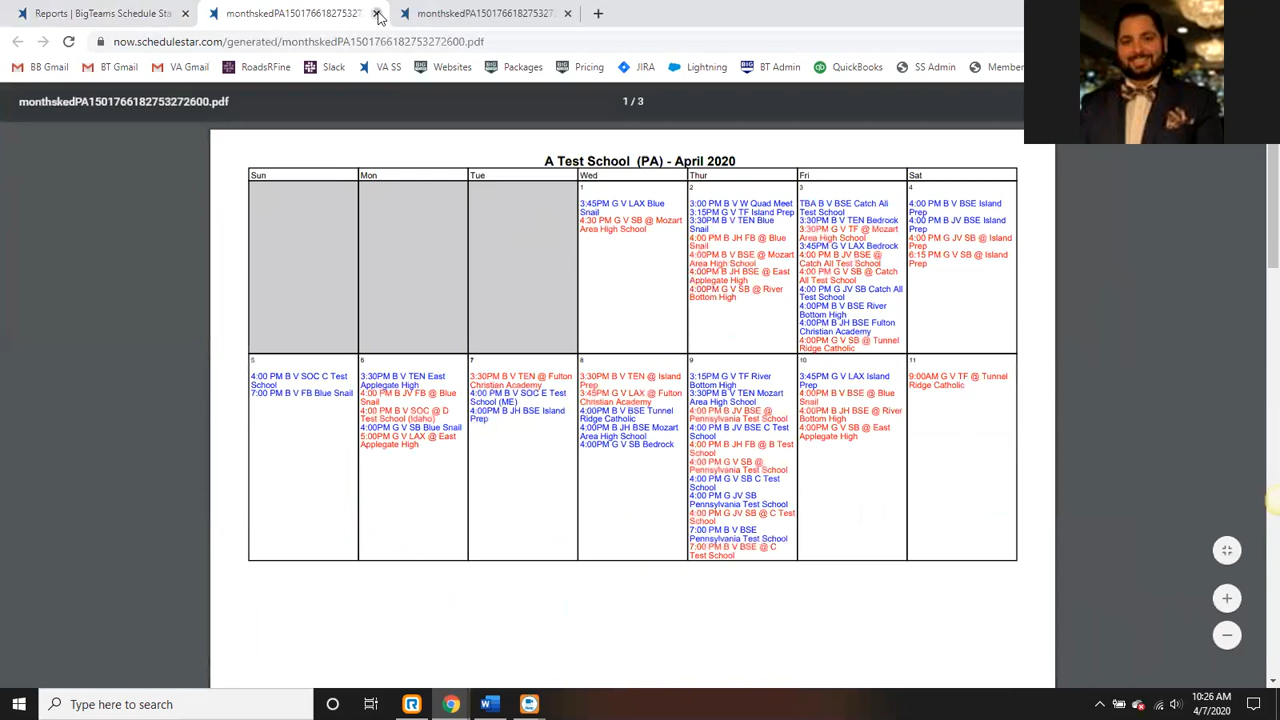 Reports | BigTeams Schedule St
monthskedPA15017661827532
monthskedPA1501766182753272
now.schedulestar.com/generated/monthskedPA1501766182753272600.pdf
BB Gmail BT Gmail VA Gmail RoadsRFine Slack VA SS Websites Packages Pricing JIRA Lightning BT Admin QuickBooks SS Admin Member
monthskedPA1501766182753272600.pdf
1 / 3
A Test School (PA) - April 2020
Sun Mon Tue Wed Thur Fri Sat
1
3:45PM G V LAX Blue
Snail
4:30 PM G V SB @ Mozart
Area High School
2
3:00 PM B V W Quad Meet
3:15PM G V TF Island Prep
3:30PM B V TEN Blue
Snail
4:00 PM B JH FB @ Blue
Snail
4:00PM B V BSE @ Mozart
Area High School
4:00PM B JH BSE @ East
Applegate High
4:00PM G V SB @ River
Bottom High
3
TBA B V BSE Catch All
Test School
3:30PM B V TEN Bedrock
3:30PM G V TF @ Mozart
Area High School
3:45PM G V LAX Bedrock
4:00 PM B JV BSE @
Catch All Test School
4:00 PM G V SB @ Catch
All Test School
4:00 PM G JV SB Catch All
Test School
4:00PM B V BSE River
Bottom High
4:00PM B JH BSE Fulton
Christian Academy
4:00PM G V SB @ Tunnel
Ridge Catholic
4
4:00 PM B V BSE Island
Prep
4:00 PM B JV BSE Island
Prep
4:00 PM G JV SB @ Island
Prep
6:15 PM G V SB @ Island
Prep
5
4:00 PM B V SOC C Test
School
7:00 PM B V FB Blue Snail
6
3:30PM B V TEN East
Applegate High
4:00 PM B JV FB @ Blue
Snail
4:00 PM B V SOC @ D
Test School (Idaho)
4:00PM G V SB Blue Snail
5:00PM G V LAX @ East
Applegate High
7
3:30PM B V TEN @ Fulton
Christian Academy
4:00 PM B V SOC E Test
School (ME)
4:00PM B JH BSE Island
Prep
8
3:30PM B V TEN @ Island
Prep
3:45PM G V LAX @ Fulton
Christian Academy
4:00PM B V BSE Tunnel
Ridge Catholic
4:00PM B JH BSE Mozart
Area High School
4:00PM G V SB Bedrock
9
3:15PM G V TF River
Bottom High
3:30PM B V TEN Mozart
Area High School
4:00 PM B JV BSE @
Pennsylvania Test School
4:00 PM B JV BSE C Test
School
4:00 PM B JH FB @ B Test
School
4:00 PM G V SB @
Pennsylvania Test School
4:00 PM G V SB C Test
School
4:00 PM G JV SB
Pennsylvania Test School
4:00 PM G JV SB @ C Test
School
7:00 PM B V BSE
Pennsylvania Test School
7:00 PM B V BSE @ C
Test School
10
3:45PM G V LAX Island
Prep
4:00PM B V BSE @ Blue
Snail
4:00PM B JH BSE @ River
Bottom High
4:00PM G V SB @ East
Applegate High
11
9:00AM G V TF @ Tunnel
Ridge Catholic
Type here to search
10:26 AM
4/7/2020